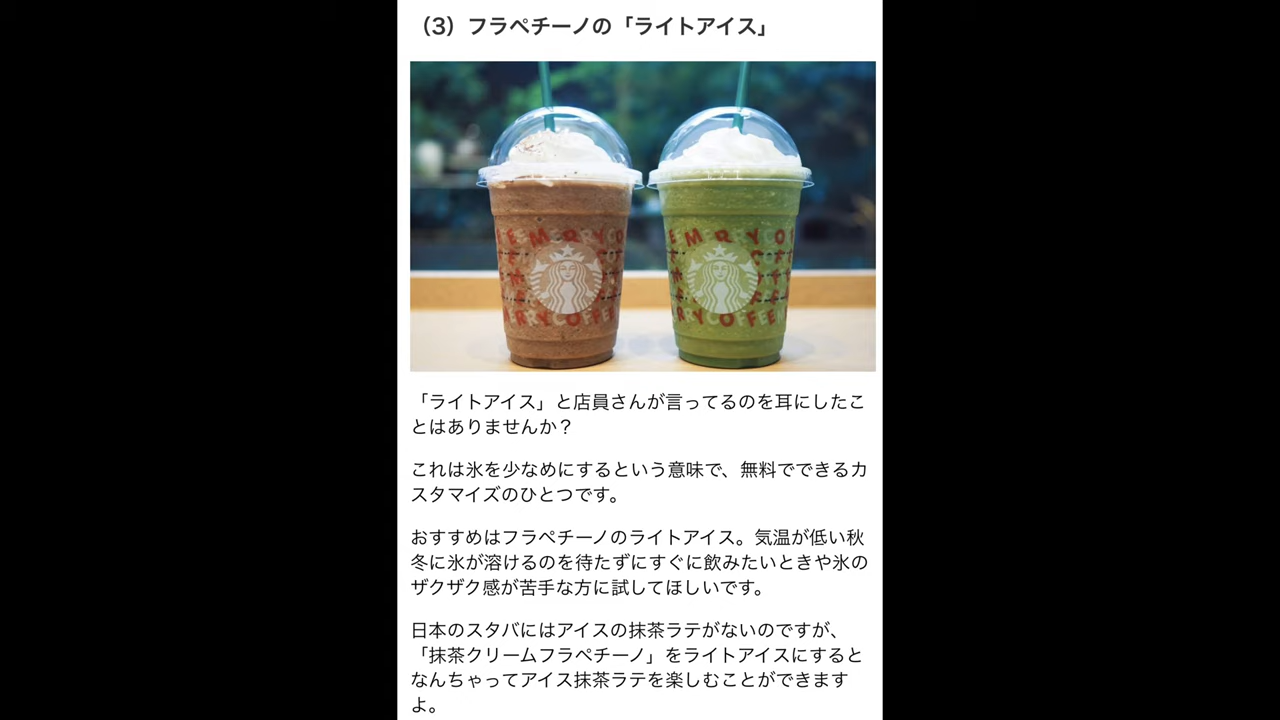 （3）フラペチーノの「ライトアイス」
MERRY COFFEE
「ライトアイス」と店員さんが言ってるのを耳にしたこ
とはありませんか？
これは氷を少なめにするという意味で、無料でできるカ
スタマイズのひとつです。
おすすめはフラペチーノのライトアイス。気温が低い秋
冬に氷が溶けるのを待たずにすぐに飲みたいときや氷の
ザクザク感が苦手な方に試してほしいです。
日本のスタバにはアイスの抹茶ラテがないのですが、
「抹茶クリームフラペチーノ」をライトアイスにすると
なんちゃってアイス抹茶ラテを楽しむことができます
よ。